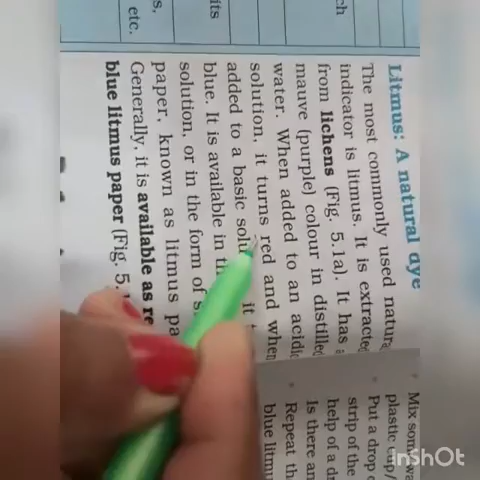 Litmus: A natural dye
The most commonly used natura
indicator is litmus. It is extracted
from lichens (Fig. 5.1a). It has a
mauve (purple) colour in distilled
water. When added to an acidic
solution, it turns red and when
added to a basic solu it
blue. It is available in
solution, or in the form of
paper, known as litmus pa
Generally, it is available as re
blue litmus paper (Fig. 5.
ch
its
s,
etc.
Mix som wa
plastic cup/
Put a drop o
strip of the
help of a dr
Is there an
Repeat th
blue litmu
InShOt